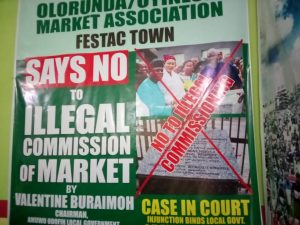 OLORUNDA/OTINES
MARKET ASSOCIATION
FESTAC TOWN
SAYS NO
TO
ILLEGAL
COMMISSION
OF MARKET
BY
VALENTINE BURAIMOH
CHAIRMAN,
AMUWO ODOFIN LOCAL GOVERNMENT
NO TO ILLEGAL
COMMISSIONING
CASE IN COURT
INJUNCTION BINDS LOCAL GOVT.